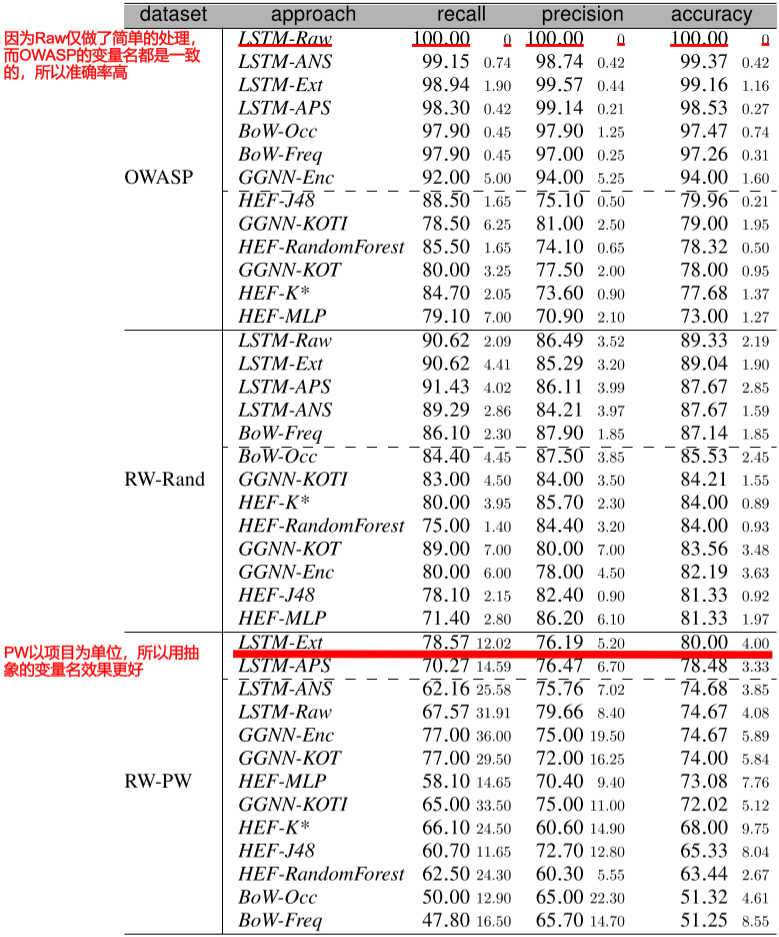 dataset approach recall precision accuracy
因为Raw仅做了简单的处理，
而OWASP的变量名都是一致
的，所以准确率高
LSTM-Raw 100.00 0 100.00 0 100.00 0
LSTM-ANS 99.15 0.74 98.74 0.42 99.37 0.42
LSTM-Ext 98.94 1.90 99.57 0.44 99.16 1.16
LSTM-APS 98.30 0.42 99.14 0.21 98.53 0.27
BoW-Occ 97.90 0.45 97.90 1.25 97.47 0.74
BoW-Freq 97.90 0.45 97.00 0.25 97.26 0.31
OWASP GGNN-Enc 92.00 5.00 94.00 5.25 94.00 1.60
HEF-J48 88.50 1.65 75.10 0.50 79.96 0.21
GGNN-KOTI 78.50 6.25 81.00 2.50 79.00 1.95
HEF-RandomForest 85.50 1.65 74.10 0.65 78.32 0.50
GGNN-KOT 80.00 3.25 77.50 2.00 78.00 0.95
HEF-K* 84.70 2.05 73.60 0.90 77.68 1.37
HEF-MLP 79.10 7.00 70.90 2.10 73.00 1.27
LSTM-Raw 90.62 2.09 86.49 3.52 89.33 2.19
LSTM-Ext 90.62 4.41 85.29 3.20 89.04 1.90
LSTM-APS 91.43 4.02 86.11 3.99 87.67 2.85
LSTM-ANS 89.29 2.86 84.21 3.97 87.67 1.59
BoW-Freq 86.10 2.30 87.90 1.85 87.14 1.85
BoW-Occ 84.40 4.45 87.50 3.85 85.53 2.45
RW-Rand GGNN-KOTI 83.00 4.50 84.00 3.50 84.21 1.55
HEF-K* 80.00 3.95 85.70 2.30 84.00 0.89
HEF-RandomForest 75.00 1.40 84.40 3.20 84.00 0.93
GGNN-KOT 89.00 7.00 80.00 7.00 83.56 3.48
GGNN-Enc 80.00 6.00 78.00 4.50 82.19 3.63
HEF-J48 78.10 2.15 82.40 0.90 81.33 0.92
HEF-MLP 71.40 2.80 86.20 6.10 81.33 1.97
PW以项目为单位，所以用抽
象的变量名效果更好
LSTM-Ext 78.57 12.02 76.19 5.20 80.00 4.00
LSTM-APS 70.27 14.59 76.47 6.70 78.48 3.33
LSTM-ANS 62.16 25.58 75.76 7.02 74.68 3.85
LSTM-Raw 67.57 31.91 79.66 8.40 74.67 4.08
GGNN-Enc 77.00 36.00 75.00 19.50 74.67 5.89
GGNN-KOT 77.00 29.50 72.00 16.25 74.00 5.84
RW-PW HEF-MLP 58.10 14.65 70.40 9.40 73.08 7.76
GGNN-KOTI 65.00 33.50 75.00 11.00 72.02 5.12
HEF-K* 66.10 24.50 60.60 14.90 68.00 9.75
HEF-J48 60.70 11.65 72.70 12.80 65.33 8.04
HEF-RandomForest 62.50 24.30 60.30 5.55 63.44 2.67
BoW-Occ 50.00 12.90 65.00 22.30 51.32 4.61
BoW-Freq 47.80 16.50 65.70 14.70 51.25 8.55